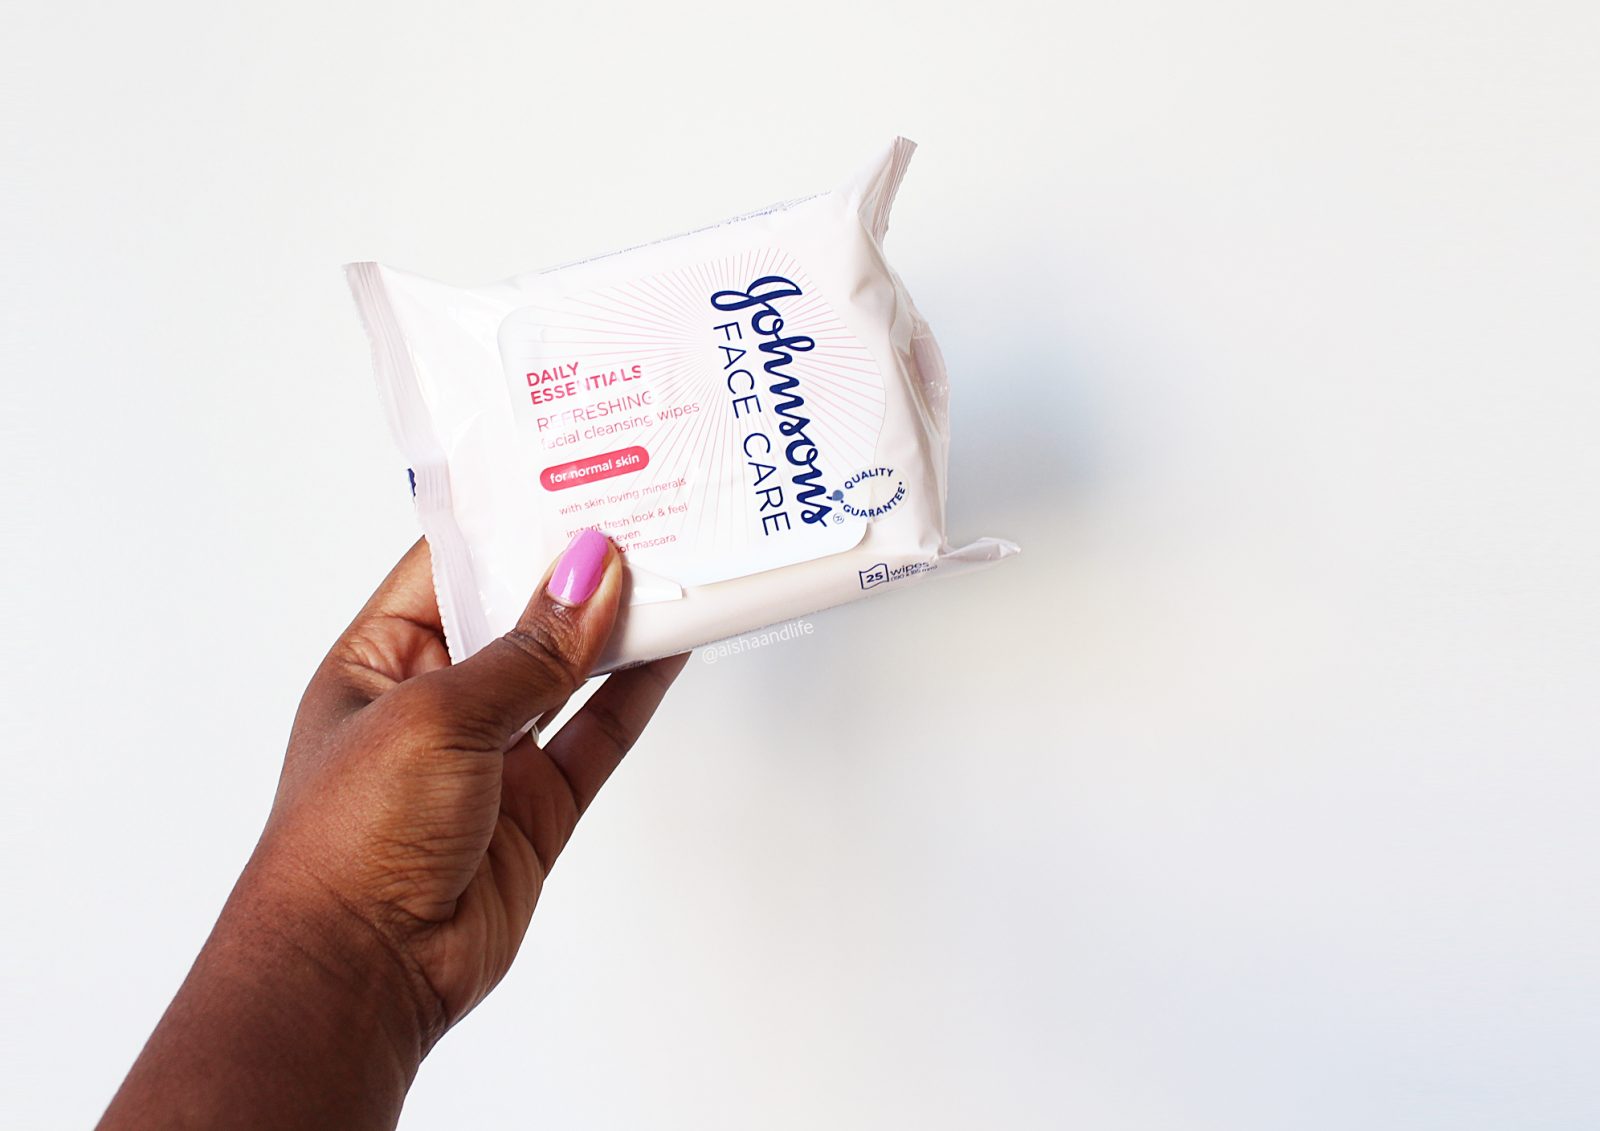 Johnson's
®
FACE CARE
DAILY
ESSENTIALS
REFRESHING
facial cleansing wipes
for normal skin
with skin loving minerals
instant fresh look & feel
even
of mascara
QUALITY
GUARANTEE*
25 wipes
@aishaandlife